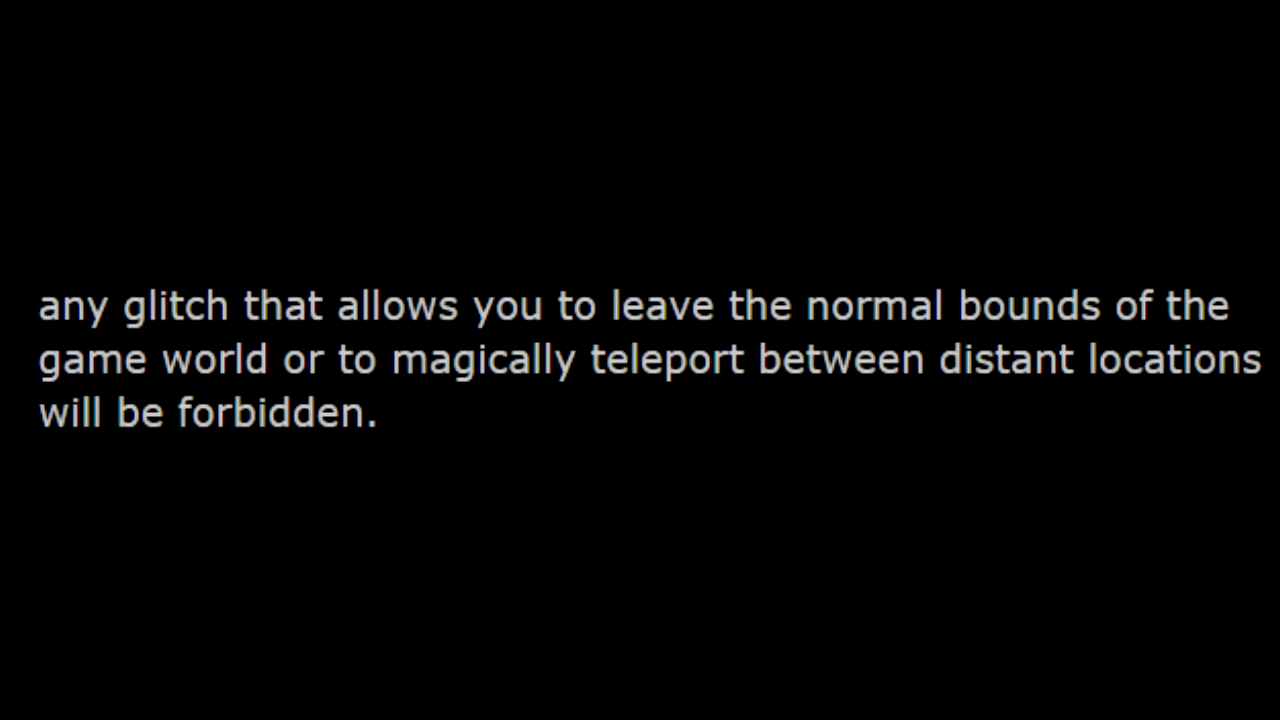 any glitch that allows you to leave the normal bounds of the
game world or to magically teleport between distant locations
will be forbidden.